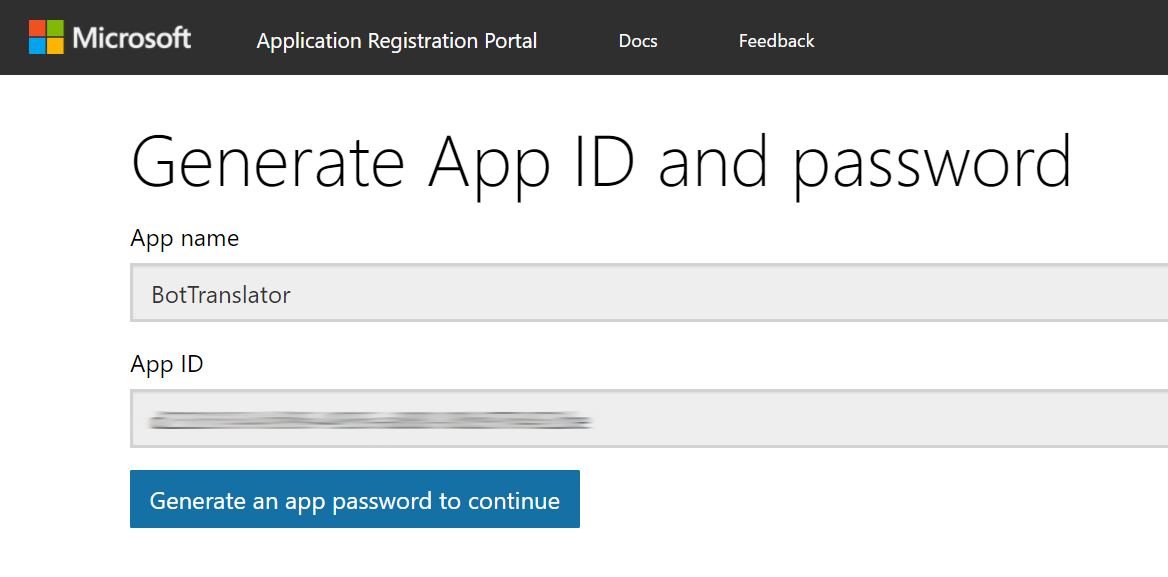 Microsoft Application Registration Portal Docs Feedback
Generate App ID and password
App name
BotTranslator
App ID
Generate an app password to continue